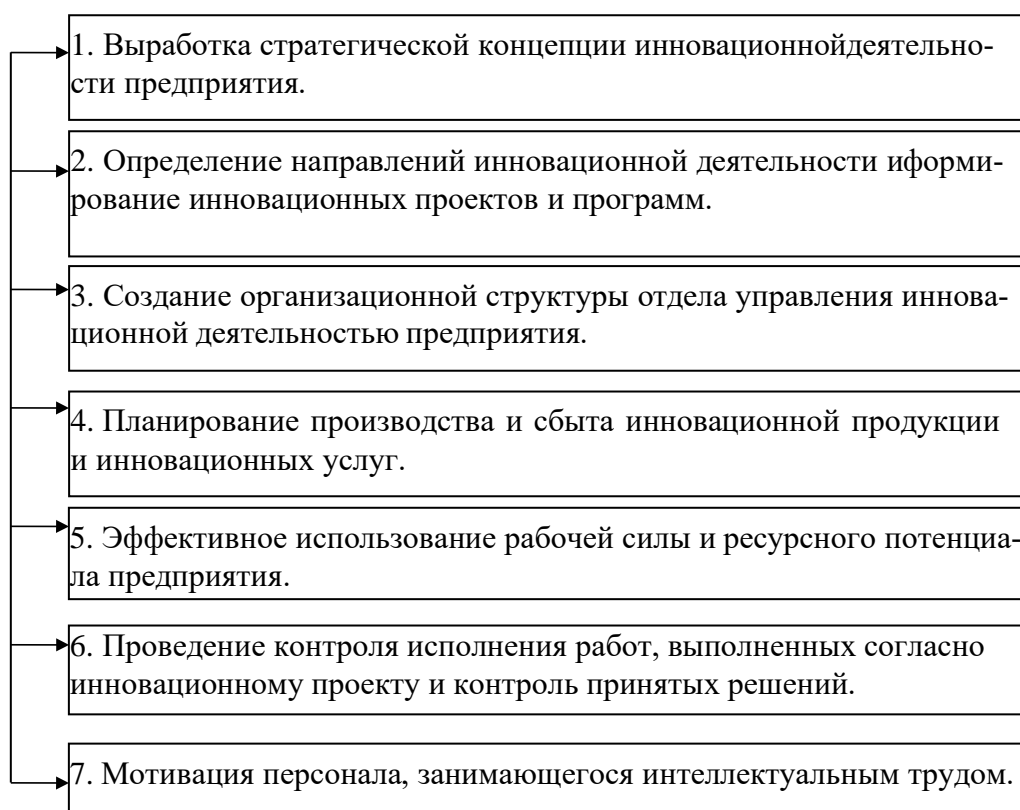 1. Выработка стратегической концепции инновационнойдеятельно-
сти предприятия.
2. Определение направлений инновационной деятельности иформи-
рование инновационных проектов и программ.
3. Создание организационной структуры отдела управления иннова-
ционной деятельностью предприятия.
4. Планирование производства и сбыта инновационной продукции
и инновационных услуг.
5. Эффективное использование рабочей силы и ресурсного потенциа-
ла предприятия.
6. Проведение контроля исполнения работ, выполненных согласно
инновационному проекту и контроль принятых решений.
7. Мотивация персонала, занимающегося интеллектуальным трудом.